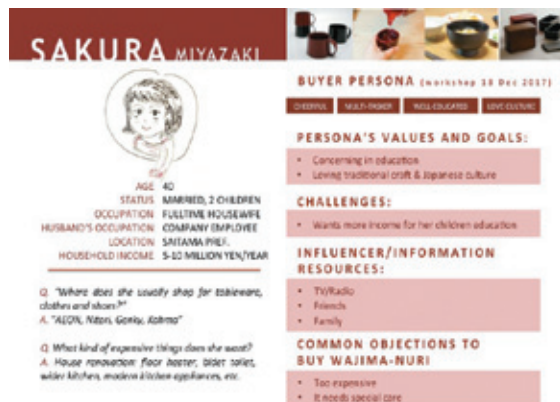 SAKURA MIYAZAKI
AGE 40
STATUS MARRIED, 2 CHILDREN
OCCUPATION FULLTIME HOUSEWIFE
HUSBAND'S OCCUPATION COMPANY EMPLOYEE
LOCATION SAITAMA PREF.
HOUSEHOLD INCOME 5-10 MILLION YEN/YEAR
Q. "Where does she usually shop for tableware,
clothes and shoes?"
A. "AEON, Nitori, Gonky, Kahma"
Q. What kind of expensive things does she want?
A. House renovation: floor heater, bidet toilet,
wider kitchen, modern kitchen appliances, etc.
BUYER PERSONA (workshop 18 Dec 2017)
CHEERFUL MULTI-TASKER WELL-EDUCATED LOVE CULTURE
PERSONA'S VALUES AND GOALS:
• Concerning in education
• Loving traditional craft & Japanese culture
CHALLENGES:
• Wants more income for her children education
INFLUENCER/INFORMATION
RESOURCES:
• TV/Radio
• Friends
• Family
COMMON OBJECTIONS TO
BUY WAJIMA-NURI
• Too expensive
• It needs special care